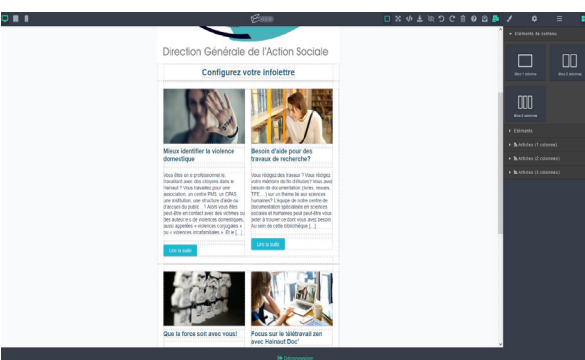 Direction Générale de l'Action Sociale
Configurez votre infolettre
Mieux identifier la violence
domestique
Besoin d'aide pour des
travaux de recherche?
Vous êtes un·e professionnel·le
travaillant avec des citoyens dans le
Hainaut ? Vous travaillez pour une
association, un centre PMS, un CPAS,
une institution, une structure d'aide ou
d'accueil du public…? Alors vous êtes
peut-être en contact avec des victimes ou
des auteur·e·s de violences domestiques,
aussi appelées « violences conjugales »
ou « violences intrafamiliales ». Et le […]
Lire la suite
Vous rédigez des travaux ? Vous rédigez
votre mémoire de fin d'études? Vous avez
besoin de documentation (livres, revues,
TFE,…) sur un thème lié aux sciences
humaines? L'équipe de notre centre de
documentation spécialisée en sciences
sociales et humaines peut peut-être vous
aider à trouver ce dont vous avez besoin.
Au sein de cette bibliothèque […]
Lire la suite
Que la force soit avec vous!
Focus sur le télétravail zen
avec Hainaut Doc'
Eléments de contenu
Bloc 1 colonne
Eléments
Articles (1 colonne)
Articles (2 colonnes)
Articles (3 colonnes)